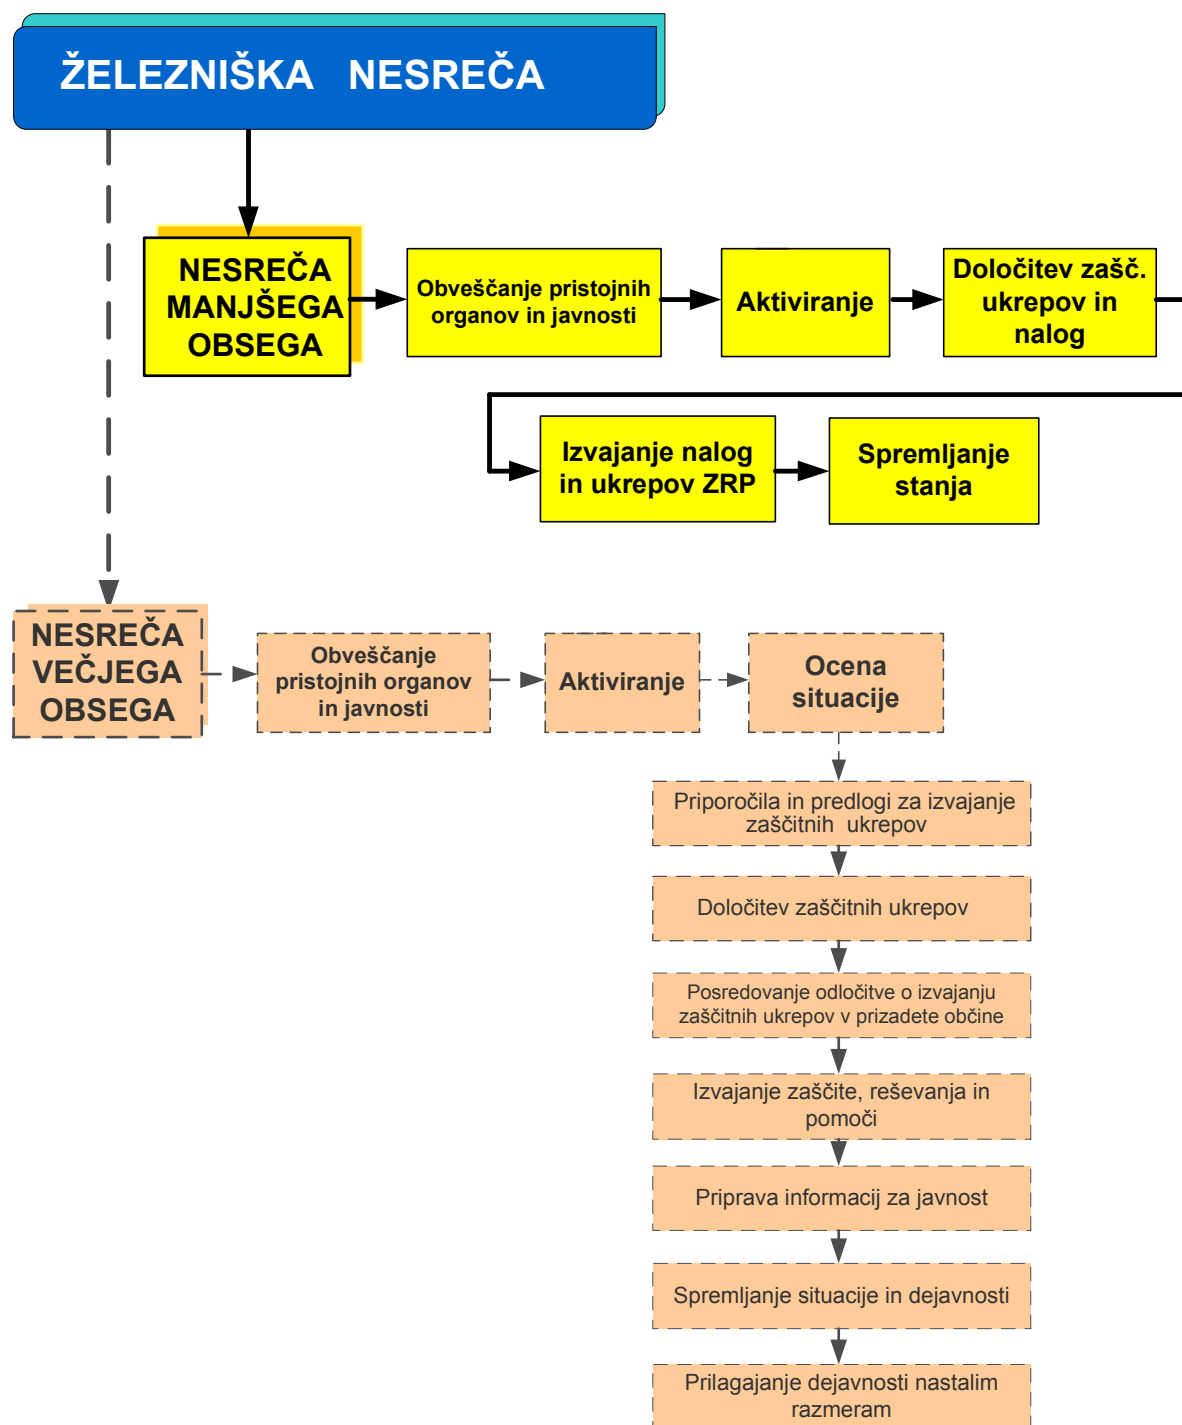 ŽELEZNIŠKA NESREČA
NESREČA
MANJŠEGA
OBSEGA
Obveščanje pristojnih
organov in javnosti
Aktiviranje
Določitev zašč.
ukrepov in
nalog
Izvajanje nalog
in ukrepov ZRP
Spremljanje
stanja
NESREČA
VEČJEGA
OBSEGA
Obveščanje
pristojnih organov
in javnosti
Aktiviranje
Ocena
situacije
Priporočila in predlogi za izvajanje
zaščitnih ukrepov
Določitev zaščitnih ukrepov
Posredovanje odločitve o izvajanju
zaščitnih ukrepov v prizadete občine
Izvajanje zaščite, reševanja in
pomoči
Priprava informacij za javnost
Spremljanje situacije in dejavnosti
Prilagajanje dejavnosti nastalim
razmeram